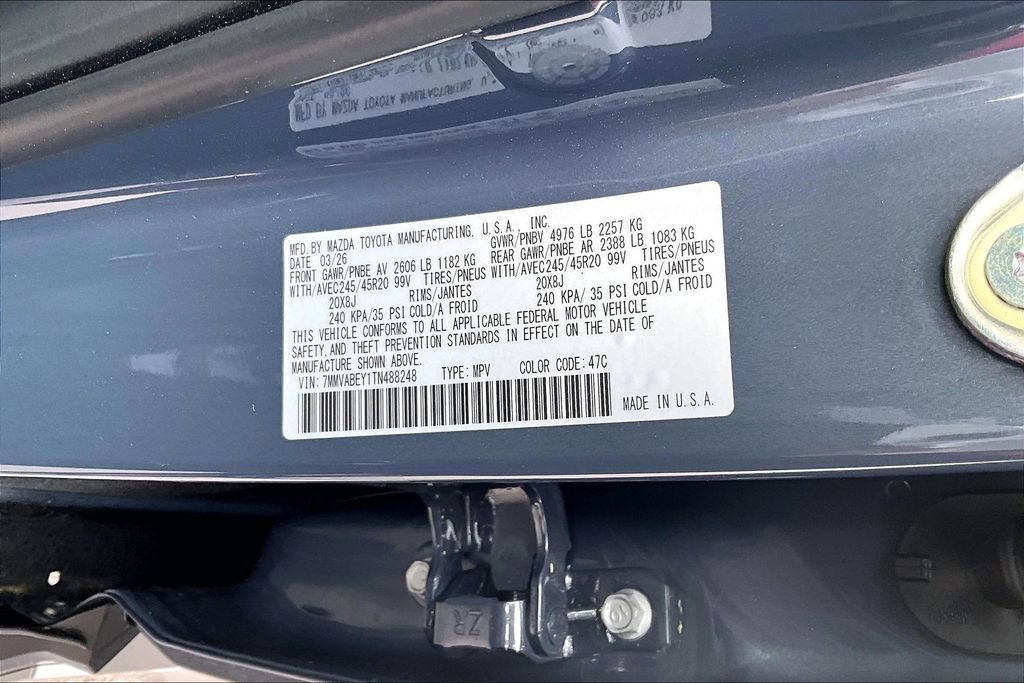 MFD. BY MAZDA TOYOTA MANUFACTURING, U.S.A., INC.
DATE 03/26 GVWR/PNBV 4976 LB 2257 KG
FRONT GAWR/PNBE AV 2606 LB 1182 KG REAR GAWR/PNBE AR 2388 LB 1083 KG
WITH/AVEC245/45R20 99V TIRES/PNEUS WITH/AVEC245/45R20 99V TIRES/PNEUS
20X8J RIMS/JANTES 20X8J RIMS/JANTES
240 KPA/35 PSI COLD/A FROID 240 KPA/ 35 PSI COLD/A FROID
THIS VEHICLE CONFORMS TO ALL APPLICABLE FEDERAL MOTOR VEHICLE
SAFETY, AND THEFT PREVENTION STANDARDS IN EFFECT ON THE DATE OF
MANUFACTURE SHOWN ABOVE.
VIN: 7MMVABEY1TN488248 TYPE: MPV COLOR CODE: 47C
MADE IN U.S.A.
ZR